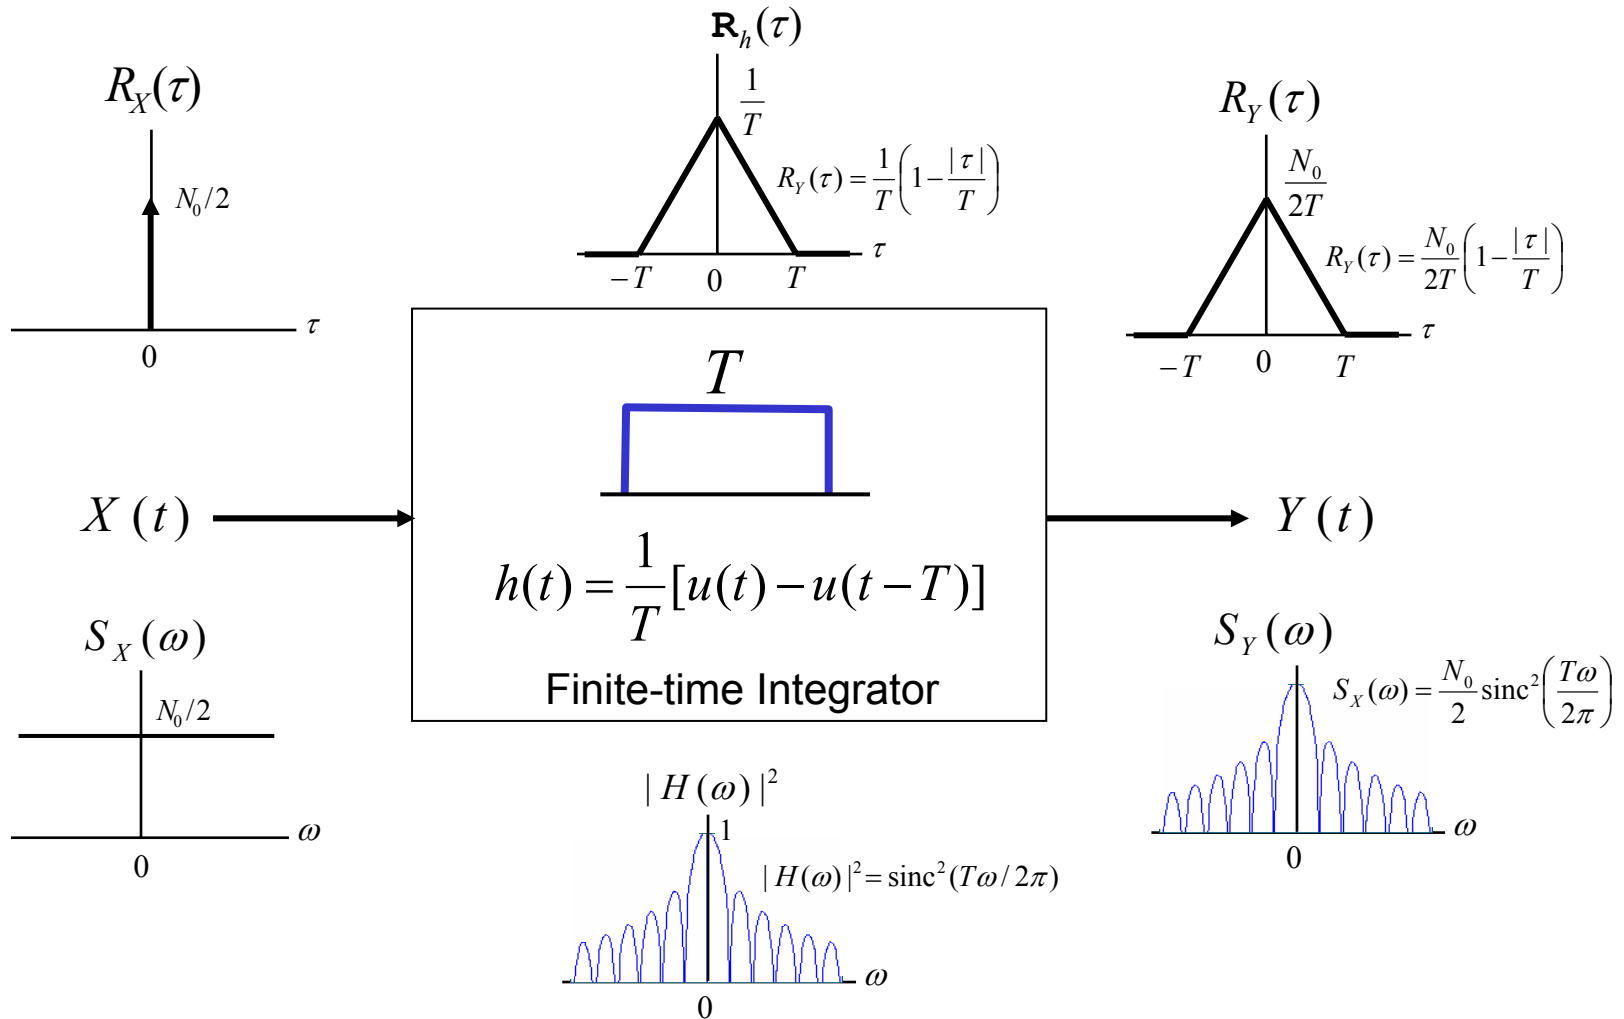 R_X(τ)
N_0/2
τ
0
R_h(τ)
1/T
R_Y(τ) = 1/T (1 − |τ|/T)
τ
−T 0 T
R_Y(τ)
N_0/2T
R_Y(τ) = N_0/2T (1 − |τ|/T)
τ
−T 0 T
X(t)
T
h(t) = 1/T [u(t) − u(t − T)]
Finite-time Integrator
Y(t)
S_X(ω)
N_0/2
ω
0
|H(ω)|²
1
|H(ω)|² = sinc²(Tω/2π)
ω
0
S_Y(ω)
S_X(ω) = N_0/2 sinc²(Tω/2π)
ω
0